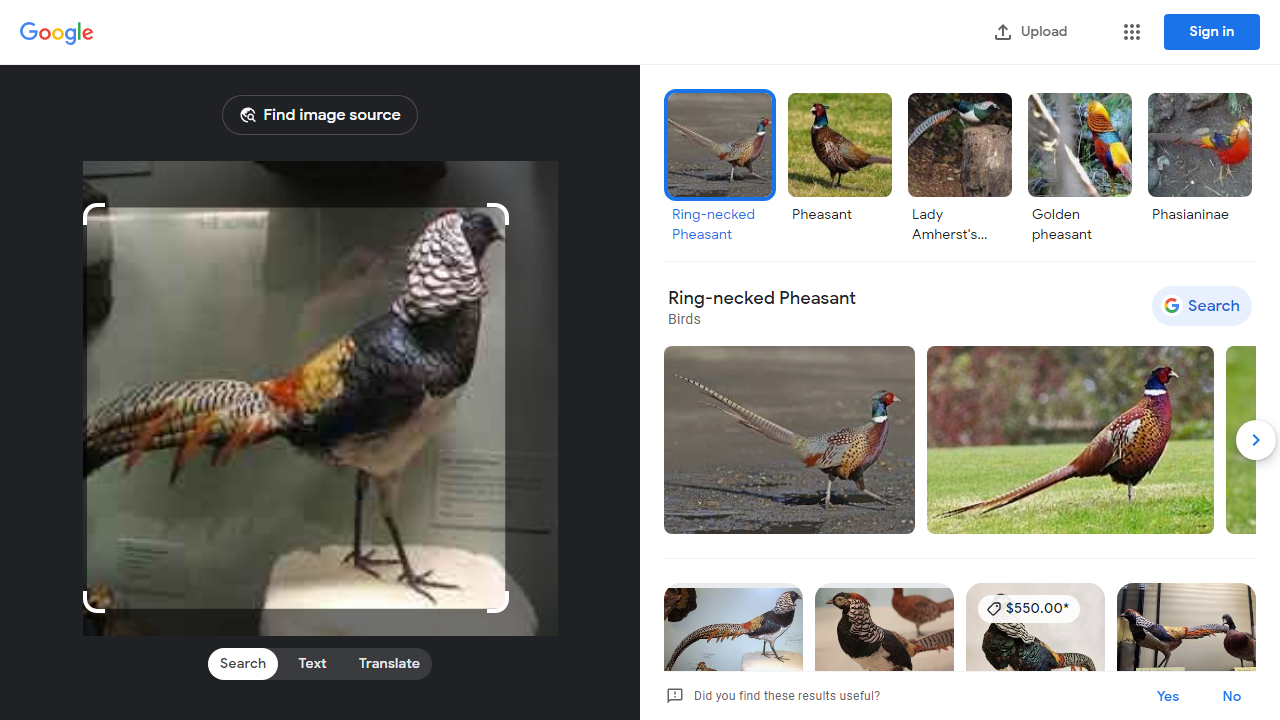 Google
Upload
Sign in
Find image source
Search
Text
Translate
Ring-necked
Pheasant
Pheasant
Lady
Amherst's...
Golden
pheasant
Phasianinae
Ring-necked Pheasant
Birds
Search
$550.00*
Did you find these results useful?
Yes
No